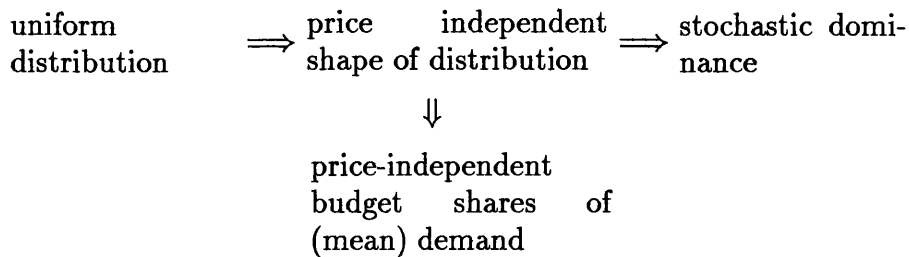 uniform distribution ⟹ price independent shape of distribution ⟹ stochastic domi-nance
⇓
price-independent
budget shares of
(mean) demand